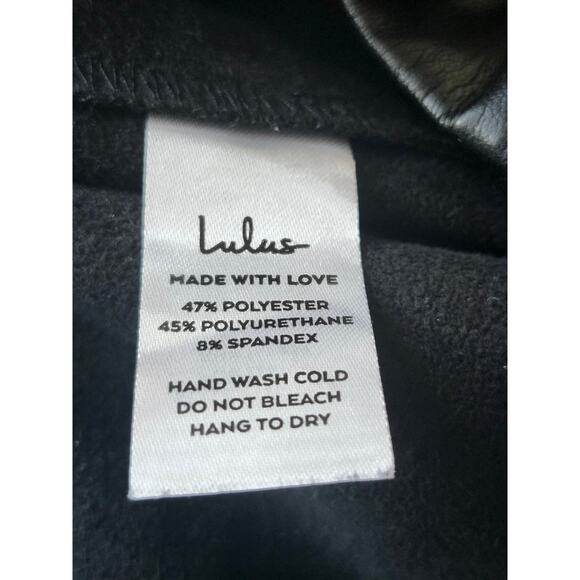 Lulus
MADE WITH LOVE
47% POLYESTER
45% POLYURETHANE
8% SPANDEX
HAND WASH COLD
DO NOT BLEACH
HANG TO DRY